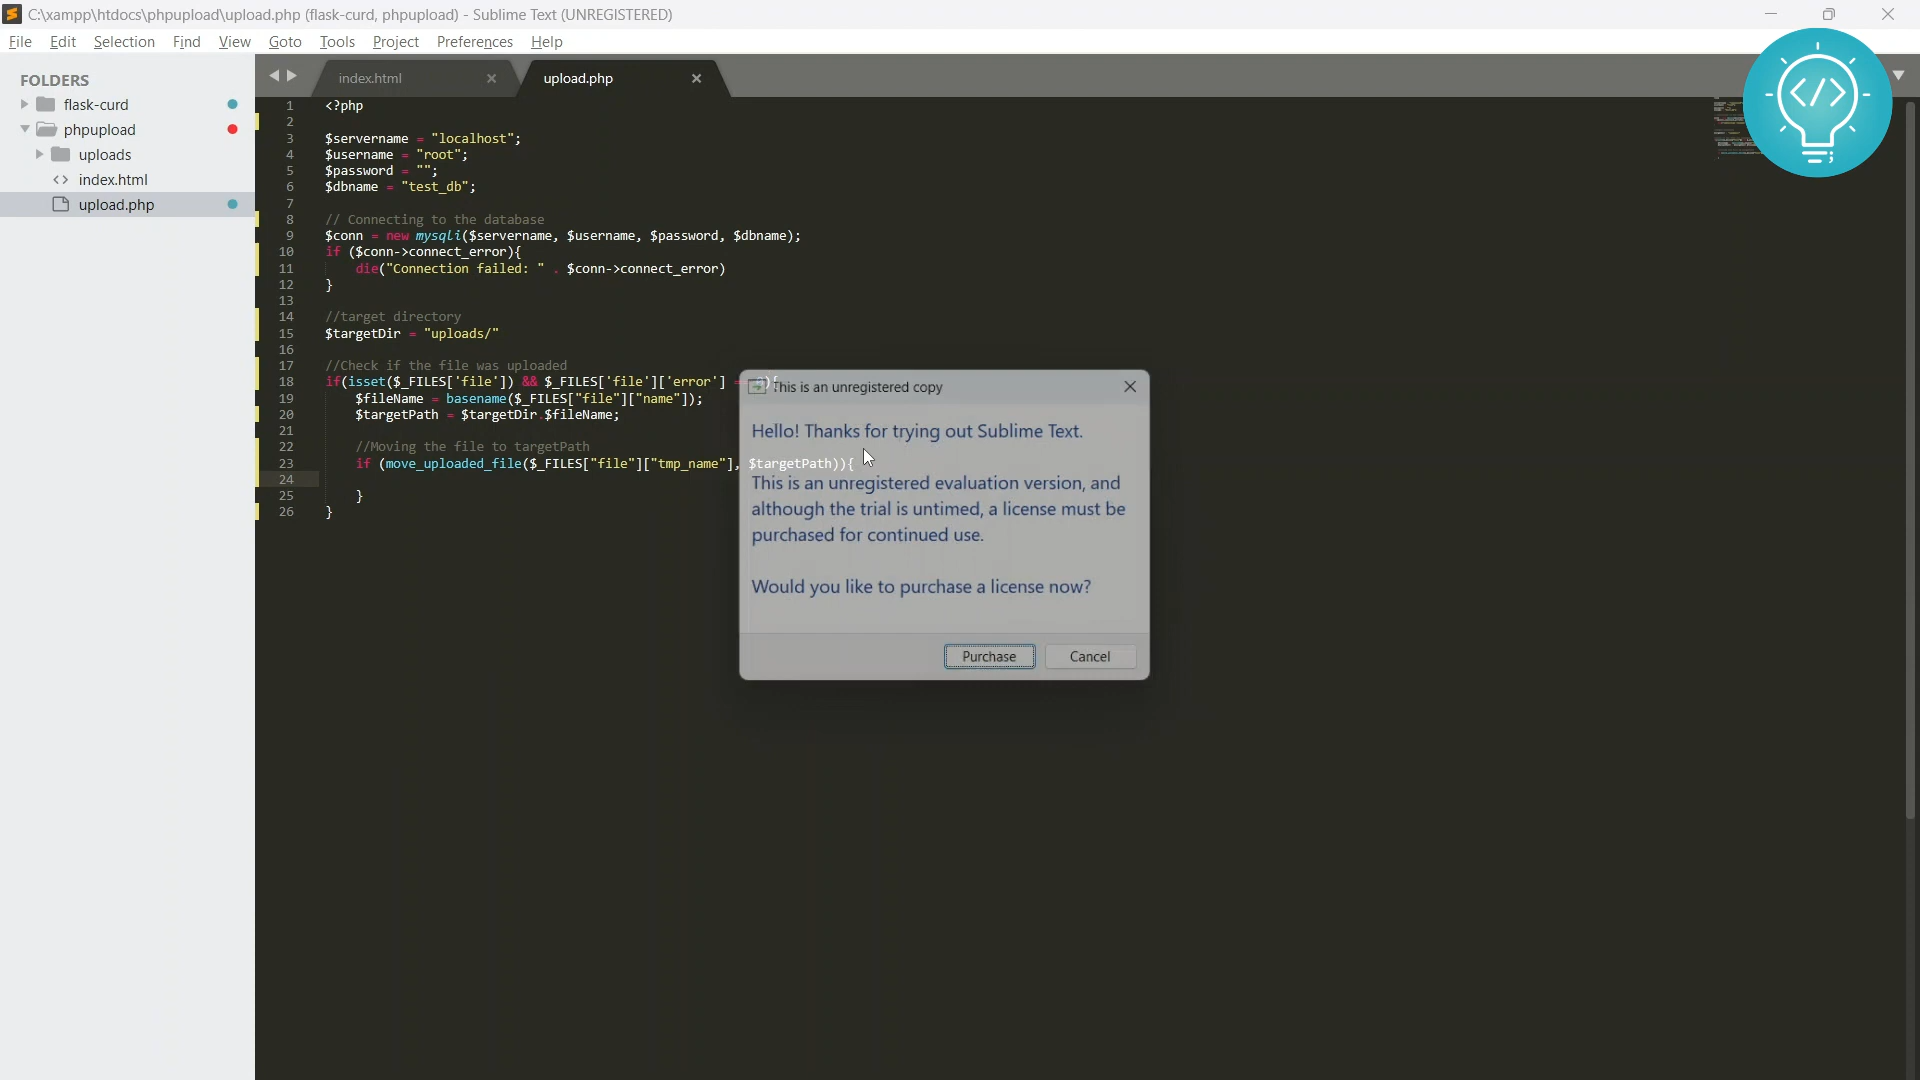 C:\xampp\htdocs\phpupload\upload.php (flask-curd, phpupload) - Sublime Text (UNREGISTERED)
File Edit Selection Find View Goto Tools Project Preferences Help
FOLDERS
flask-curd
phpupload
uploads
index.html
upload.php
index.html
upload.php
1 <?php
2
3 $servername = "localhost";
4 $username = "root";
5 $password = "";
6 $dbname = "test_db";
7
8 // Connecting to the database
9 $conn = new mysqli($servername, $username, $password, $dbname);
10 if ($conn->connect_error){
11 die("Connection failed: " . $conn->connect_error)
12 }
13
14 //target directory
15 $targetDir = "uploads/"
16
17 //Check if the file was uploaded
18 if(isset($_FILES['file']) && $_FILES['file']['error']
19 $fileName = basename($_FILES["file"]["name"]);
20 $targetPath = $targetDir.$fileName;
21
22 //Moving the file to targetPath
23 if (move_uploaded_file($_FILES["file"]["tmp_name"], $targetPath)){
24
25 }
26 }
This is an unregistered copy
Hello! Thanks for trying out Sublime Text.
This is an unregistered evaluation version, and
although the trial is untimed, a license must be
purchased for continued use.
Would you like to purchase a license now?
Purchase Cancel